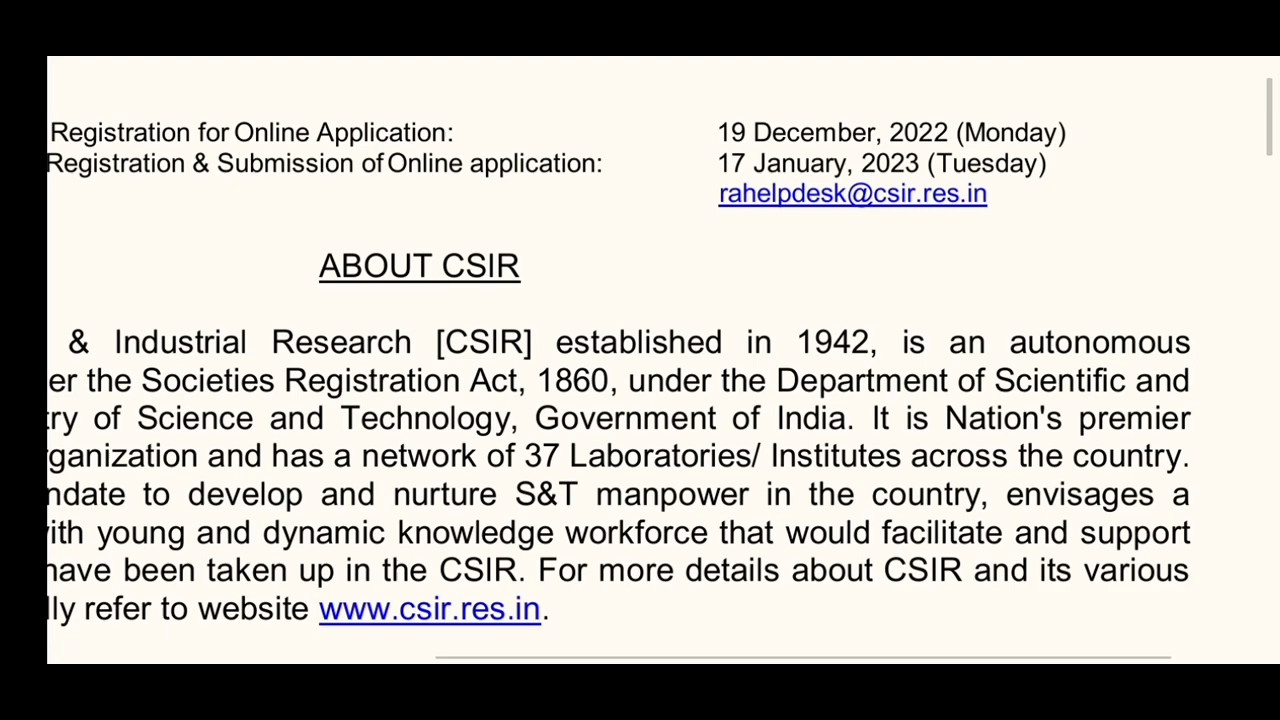 Registration for Online Application: 19 December, 2022 (Monday)
Registration & Submission of Online application: 17 January, 2023 (Tuesday)
rahelpdesk@csir.res.in
ABOUT CSIR
& Industrial Research [CSIR] established in 1942, is an autonomous
er the Societies Registration Act, 1860, under the Department of Scientific and
try of Science and Technology, Government of India. It is Nation's premier
ganization and has a network of 37 Laboratories/ Institutes across the country.
ndate to develop and nurture S&T manpower in the country, envisages a
ith young and dynamic knowledge workforce that would facilitate and support
have been taken up in the CSIR. For more details about CSIR and its various
lly refer to website www.csir.res.in.